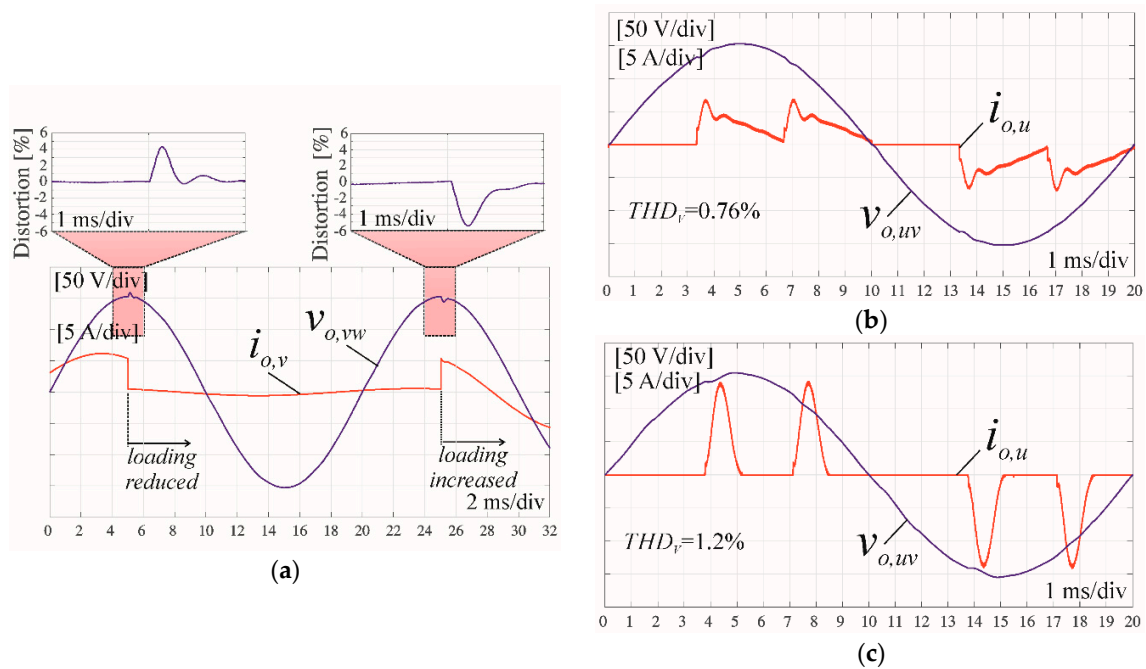 Distortion [%]
6
4
2
0
-2
-4
-6
1 ms/div
Distortion [%]
6
4
2
0
-2
-4
-6
1 ms/div
[50 V/div]
[5 A/div]
i_{o,v}
v_{o,vw}
loading
reduced
loading
increased
2 ms/div
0 2 4 6 8 10 12 14 16 18 20 22 24 26 28 30 32
(a)
[50 V/div]
[5 A/div]
i_{o,u}
THD_v=0.76%
v_{o,uv}
1 ms/div
0 1 2 3 4 5 6 7 8 9 10 11 12 13 14 15 16 17 18 19 20
(b)
[50 V/div]
[5 A/div]
i_{o,u}
THD_v=1.2%
v_{o,uv}
1 ms/div
0 1 2 3 4 5 6 7 8 9 10 11 12 13 14 15 16 17 18 19 20
(c)